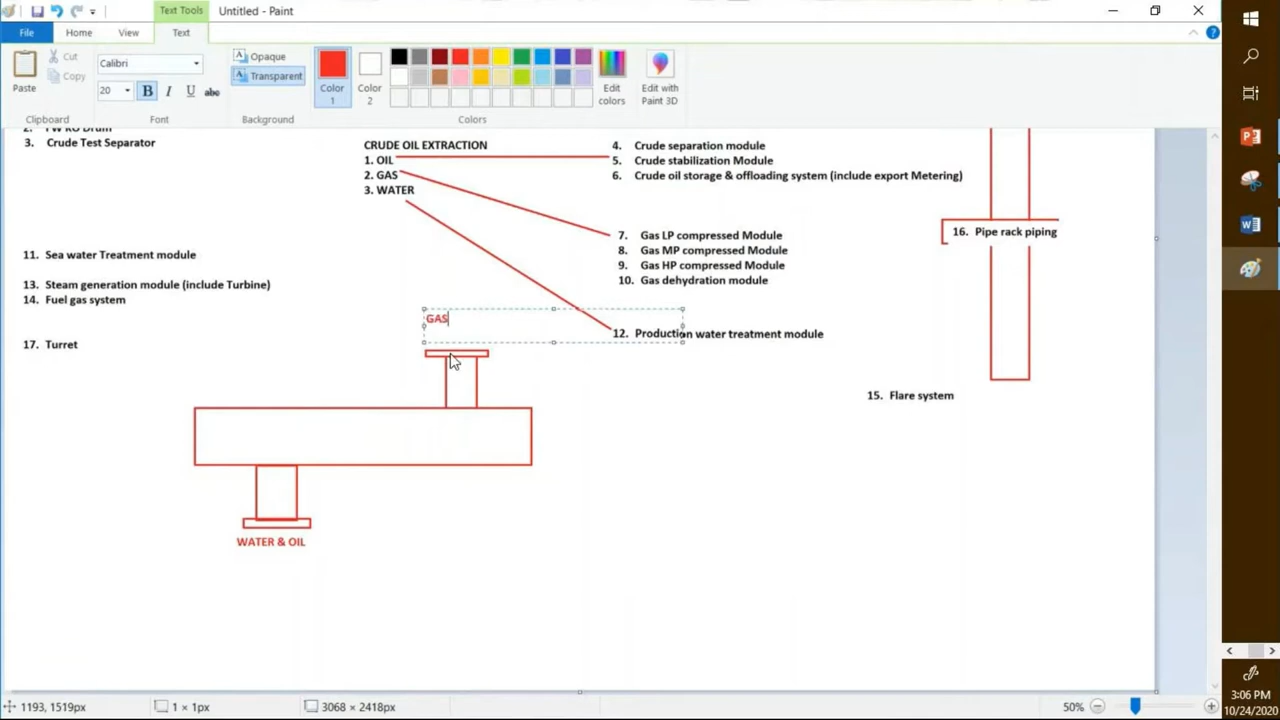 Text Tools
Untitled - Paint
File
Home
View
Text
Paste
Cut
Copy
Clipboard
Calibri
20
B
I
U
abc
Font
A Opaque
A Transparent
Background
Color 1
Color 2
Colors
Edit colors
Edit with Paint 3D
2. FW KO Drum
3. Crude Test Separator
CRUDE OIL EXTRACTION
1. OIL
2. GAS
3. WATER
4. Crude separation module
5. Crude stabilization Module
6. Crude oil storage & offloading system (include export Metering)
7. Gas LP compressed Module
8. Gas MP compressed Module
9. Gas HP compressed Module
10. Gas dehydration module
16. Pipe rack piping
11. Sea water Treatment module
13. Steam generation module (include Turbine)
14. Fuel gas system
GAS
12. Production water treatment module
17. Turret
15. Flare system
WATER & OIL
1193, 1519px
1 × 1px
3068 × 2418px
50%
3:06 PM
10/24/2020